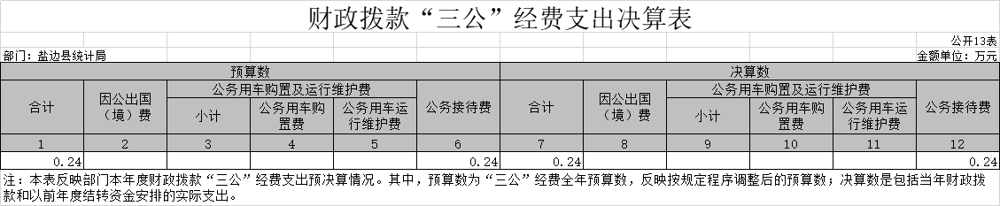 财政拨款“三公”经费支出决算表
公开13表
部门：盐边县统计局 金额单位：万元
预算数 决算数
合计 因公出国（境）费 公务用车购置及运行维护费 公务接待费 合计 因公出国（境）费 公务用车购置及运行维护费 公务接待费
小计 公务用车购置费 公务用车运行维护费 小计 公务用车购置费 公务用车运行维护费
1 2 3 4 5 6 7 8 9 10 11 12
0.24 0.24 0.24 0.24
注：本表反映部门本年度财政拨款“三公”经费支出预决算情况。其中，预算数为“三公”经费全年预算数，反映按规定程序调整后的预算数；决算数是包括当年财政拨
款和以前年度结转资金安排的实际支出。